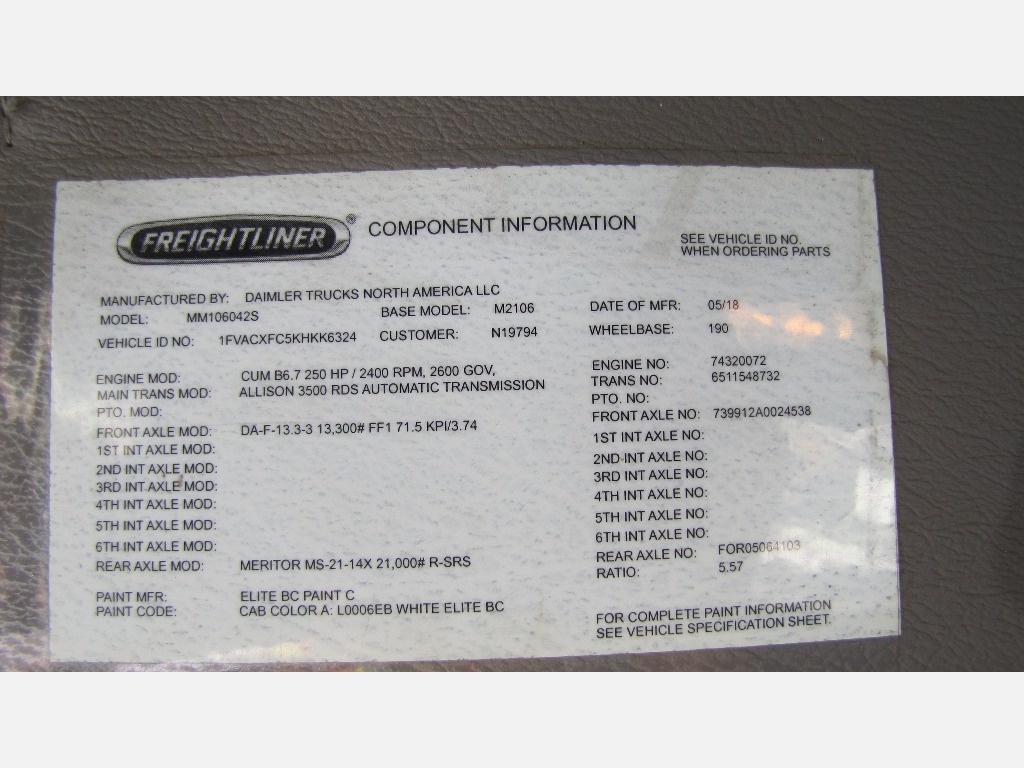 FREIGHTLINER® COMPONENT INFORMATION
SEE VEHICLE ID NO.
WHEN ORDERING PARTS
MANUFACTURED BY: DAIMLER TRUCKS NORTH AMERICA LLC
MODEL: MM106042S BASE MODEL: M2106 DATE OF MFR: 05/18
VEHICLE ID NO: 1FVACXFC5KHKK6324 CUSTOMER: N19794 WHEELBASE: 190
ENGINE MOD: CUM B6.7 250 HP / 2400 RPM, 2600 GOV, ENGINE NO: 74320072
MAIN TRANS MOD: ALLISON 3500 RDS AUTOMATIC TRANSMISSION TRANS NO: 6511548732
PTO. MOD: PTO. NO:
FRONT AXLE MOD: DA-F-13.3-3 13,300# FF1 71.5 KPI/3.74 FRONT AXLE NO: 739912A0024538
1ST INT AXLE MOD: 1ST INT AXLE NO:
2ND INT AXLE MOD: 2ND INT AXLE NO:
3RD INT AXLE MOD: 3RD INT AXLE NO:
4TH INT AXLE MOD: 4TH INT AXLE NO:
5TH INT AXLE MOD: 5TH INT AXLE NO:
6TH INT AXLE MOD: 6TH INT AXLE NO:
REAR AXLE MOD: MERITOR MS-21-14X 21,000# R-SRS REAR AXLE NO: FOR05064103
RATIO: 5.57
PAINT MFR: ELITE BC PAINT C
PAINT CODE: CAB COLOR A: L0006EB WHITE ELITE BC
FOR COMPLETE PAINT INFORMATION
SEE VEHICLE SPECIFICATION SHEET.